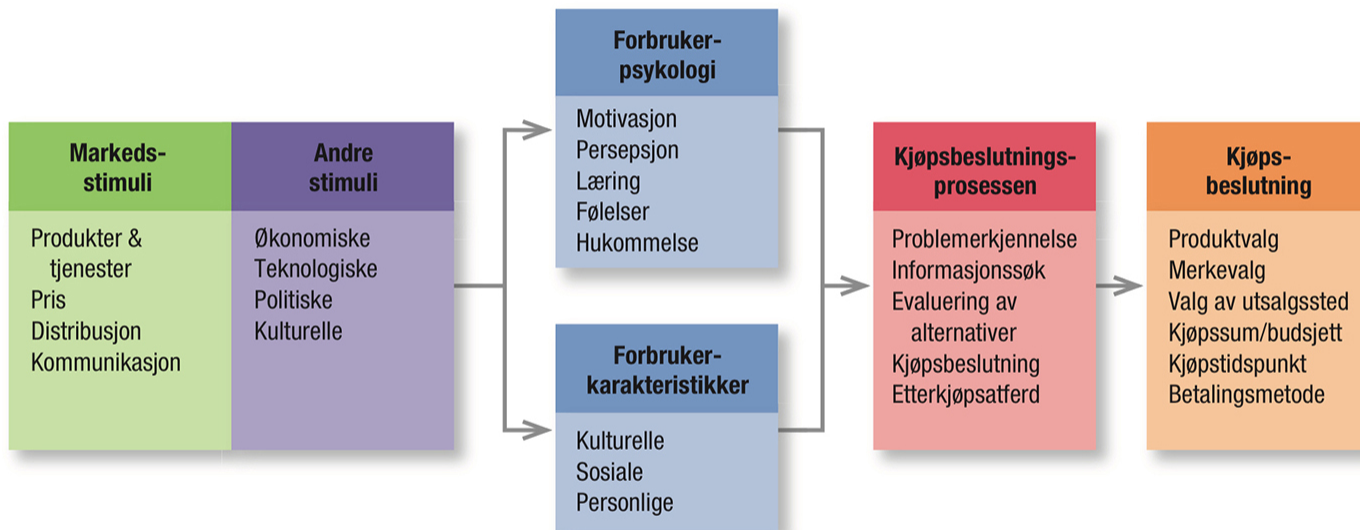 Markeds-
stimuli
Produkter &
tjenester
Pris
Distribusjon
Kommunikasjon
Andre
stimuli
Økonomiske
Teknologiske
Politiske
Kulturelle
Forbruker-
psykologi
Motivasjon
Persepsjon
Læring
Følelser
Hukommelse
Forbruker-
karakteristikker
Kulturelle
Sosiale
Personlige
Kjøpsbeslutnings-
prosessen
Problemerkjennelse
Informasjonssøk
Evaluering av
alternativer
Kjøpsbeslutning
Etterkjøpsatferd
Kjøps-
beslutning
Produktvalg
Merkevalg
Valg av utsalgssted
Kjøpssum/budsjett
Kjøpstidspunkt
Betalingsmetode